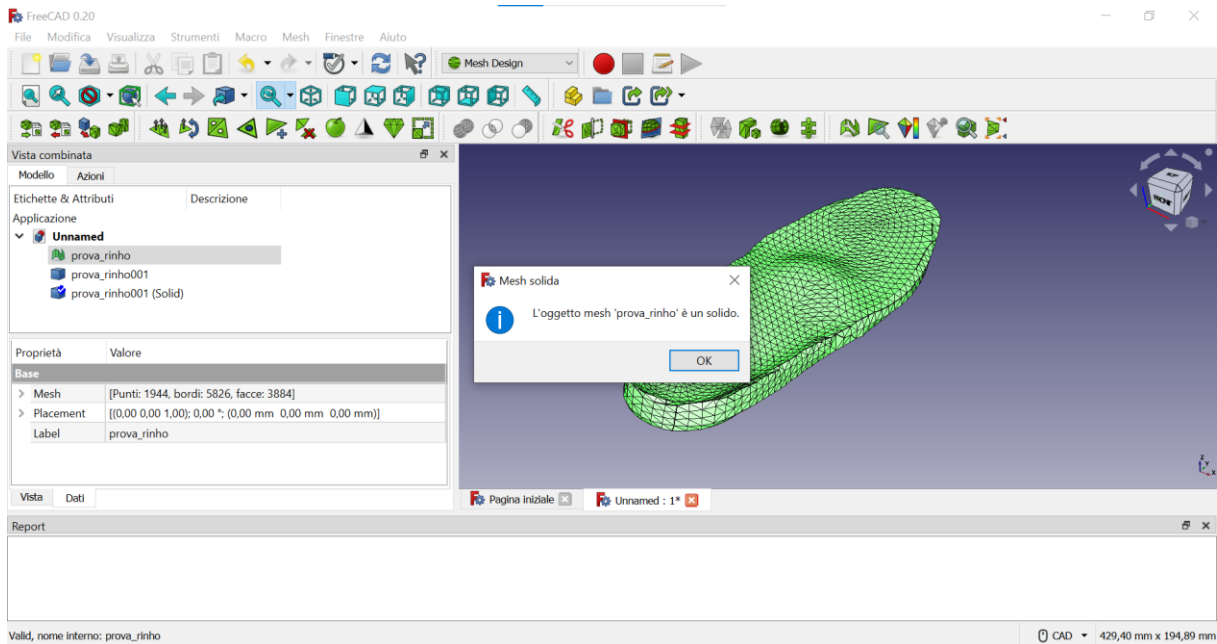 FreeCAD 0.20
File Modifica Visualizza Strumenti Macro Mesh Finestre Aiuto
Mesh Design
Vista combinata
Modello Azioni
Etichette & Attributi Descrizione
Applicazione
Unnamed
prova_rinho
prova_rinho001
prova_rinho001 (Solid)
Mesh solida
L'oggetto mesh 'prova_rinho' è un solido.
OK
Proprietà Valore
Base
Mesh [Punti: 1944, bordi: 5826, facce: 3884]
Placement [(0,00 0,00 1,00); 0,00 °; (0,00 mm 0,00 mm 0,00 mm)]
Label prova_rinho
Vista Dati
Pagina iniziale Unnamed : 1*
Report
Valid, nome interno: prova_rinho
CAD 429,40 mm x 194,89 mm